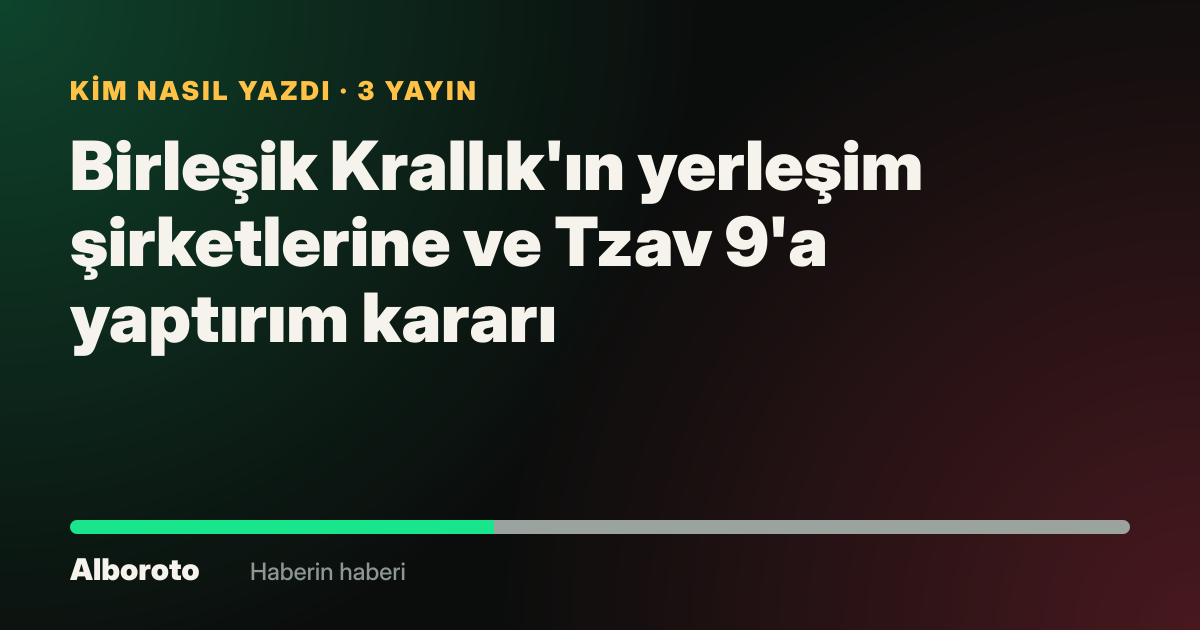 KİM NASIL YAZDI · 3 YAYIN
Birleşik Krallık'ın yerleşim
şirketlerine ve Tzav 9'a
yaptırım kararı
Alboroto
Haberin haberi